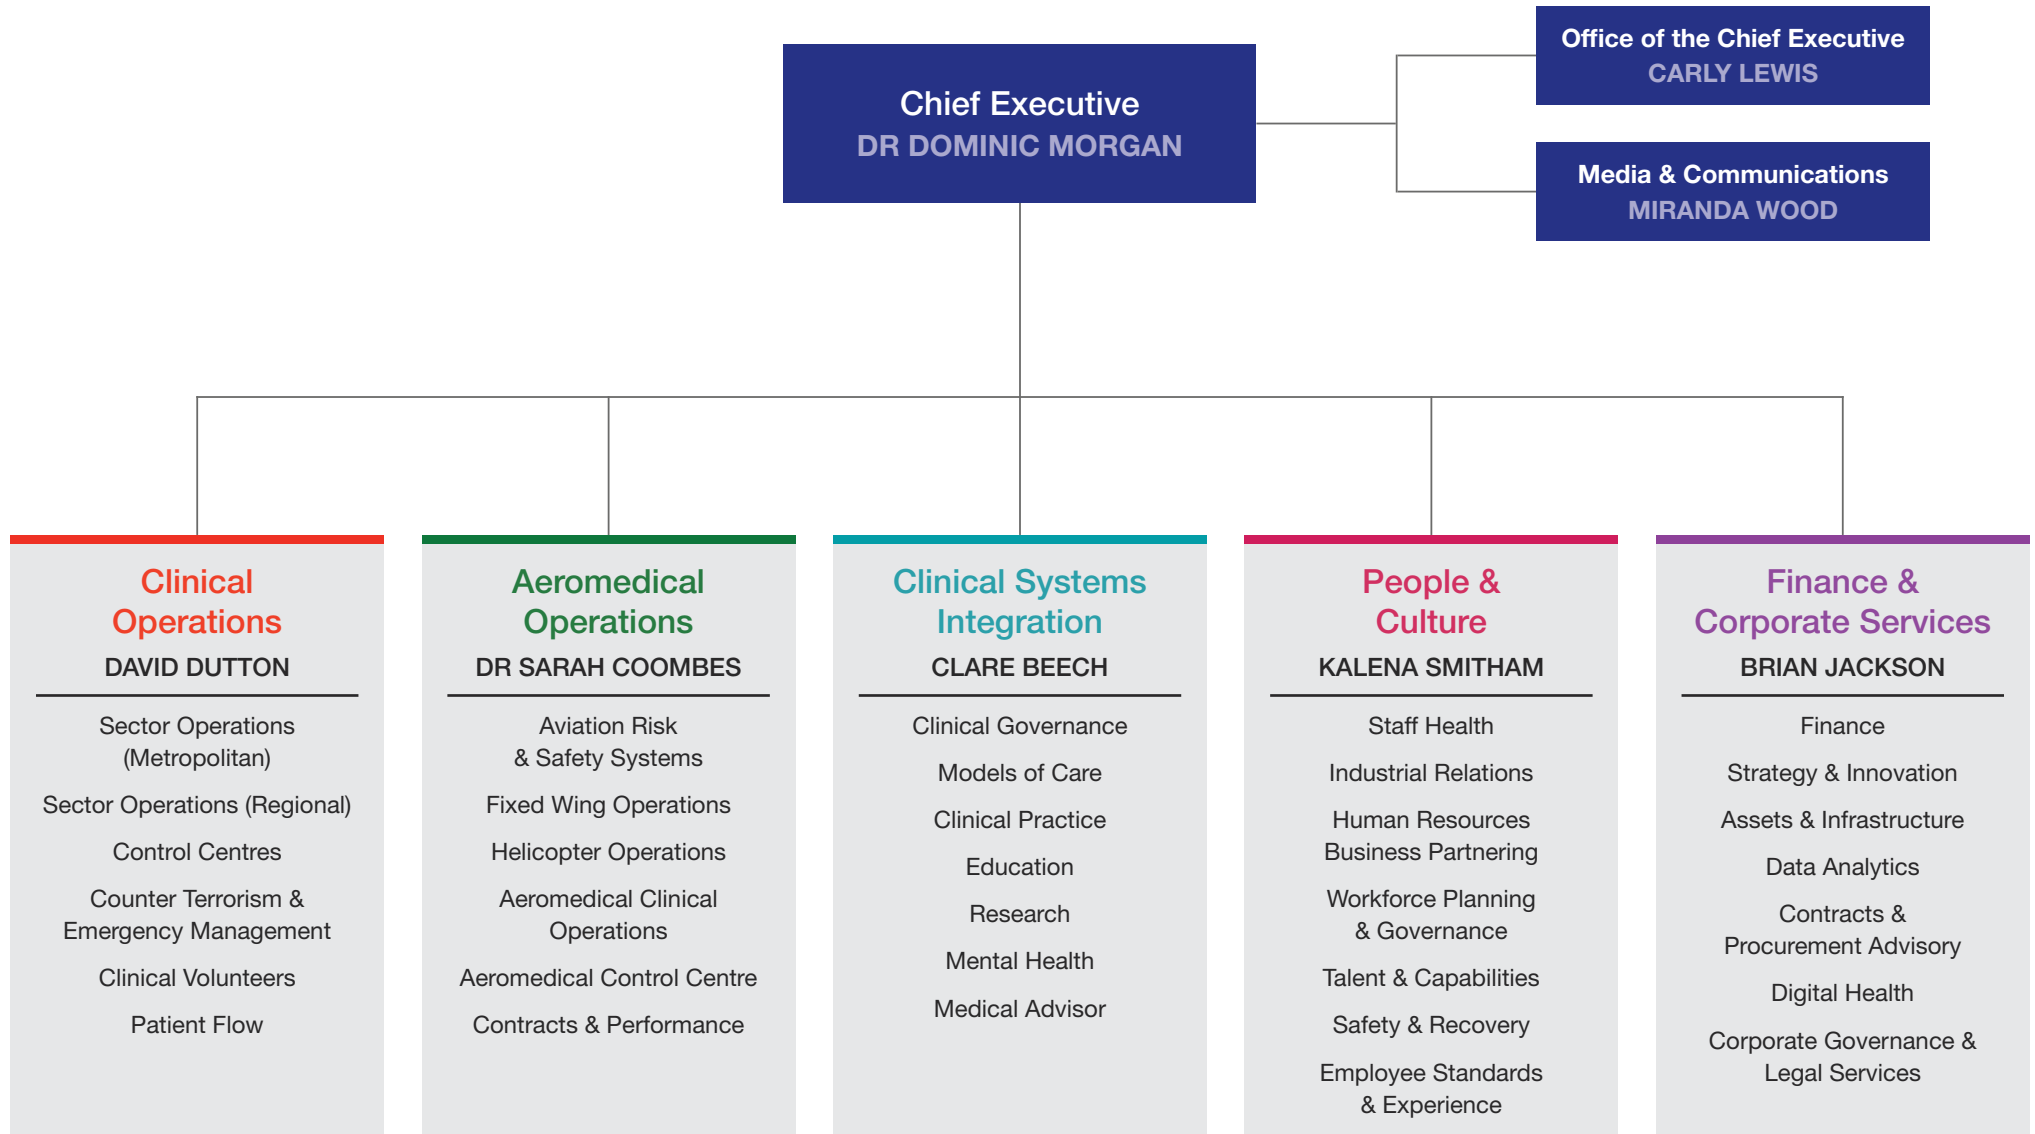 Chief Executive
DR DOMINIC MORGAN
Office of the Chief Executive
CARLY LEWIS
Media & Communications
MIRANDA WOOD
Clinical
Operations
DAVID DUTTON
Sector Operations
(Metropolitan)
Sector Operations (Regional)
Control Centres
Counter Terrorism &
Emergency Management
Clinical Volunteers
Patient Flow
Aeromedical
Operations
DR SARAH COOMBES
Aviation Risk
& Safety Systems
Fixed Wing Operations
Helicopter Operations
Aeromedical Clinical
Operations
Aeromedical Control Centre
Contracts & Performance
Clinical Systems
Integration
CLARE BEECH
Clinical Governance
Models of Care
Clinical Practice
Education
Research
Mental Health
Medical Advisor
People &
Culture
KALENA SMITHAM
Staff Health
Industrial Relations
Human Resources
Business Partnering
Workforce Planning
& Governance
Talent & Capabilities
Safety & Recovery
Employee Standards
& Experience
Finance &
Corporate Services
BRIAN JACKSON
Finance
Strategy & Innovation
Assets & Infrastructure
Data Analytics
Contracts &
Procurement Advisory
Digital Health
Corporate Governance &
Legal Services